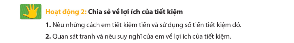 Hoạt động 2: Chia sẻ về lợi ích của tiết kiệm
1. Nêu những cách em tiết kiệm tiền và sử dụng số tiền tiết kiệm đó.
2. Quan sát tranh và nêu suy nghĩ của em về lợi ích của tiết kiệm.